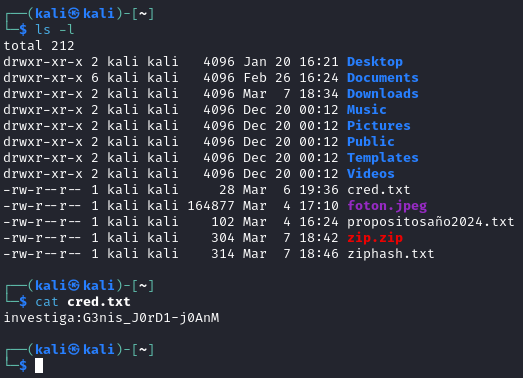 ┌──(kali㉿kali)-[~]
└─$ ls -l
total 212
drwxr-xr-x 2 kali kali   4096 Jan 20 16:21 Desktop
drwxr-xr-x 6 kali kali   4096 Feb 26 16:24 Documents
drwxr-xr-x 2 kali kali   4096 Mar  7 18:34 Downloads
drwxr-xr-x 2 kali kali   4096 Dec 20 00:12 Music
drwxr-xr-x 2 kali kali   4096 Dec 20 00:12 Pictures
drwxr-xr-x 2 kali kali   4096 Dec 20 00:12 Public
drwxr-xr-x 2 kali kali   4096 Dec 20 00:12 Templates
drwxr-xr-x 2 kali kali   4096 Dec 20 00:12 Videos
-rw-r--r-- 1 kali kali     28 Mar  6 19:36 cred.txt
-rw-r--r-- 1 kali kali 164877 Mar  4 17:10 foton.jpeg
-rw-r--r-- 1 kali kali    102 Mar  4 16:24 propositosaño2024.txt
-rw-r--r-- 1 kali kali    304 Mar  7 18:42 zip.zip
-rw-r--r-- 1 kali kali    314 Mar  7 18:46 ziphash.txt
┌──(kali㉿kali)-[~]
└─$ cat cred.txt
investiga:G3nis_J0rD1-j0AnM
┌──(kali㉿kali)-[~]
└─$